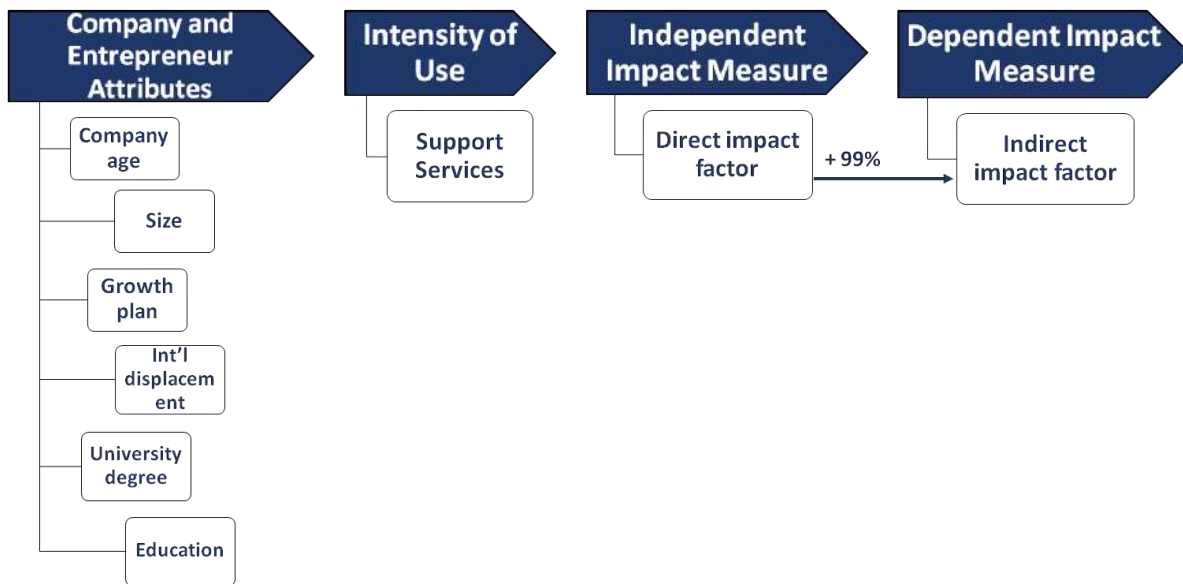 Company and
Entrepreneur
Attributes
Intensity of
Use
Independent
Impact Measure
Dependent Impact
Measure
Company
age
Size
Growth
plan
Int'l
displacem
ent
University
degree
Education
Support
Services
Direct impact
factor
+ 99%
Indirect
impact factor